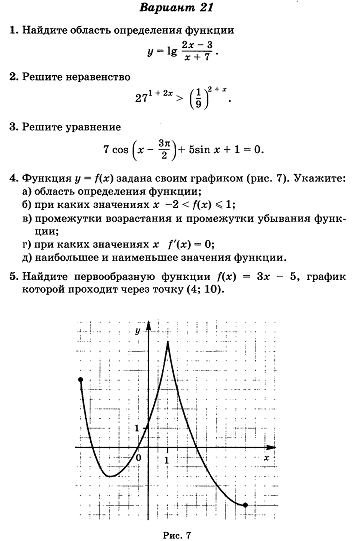 Вариант 21
1. Найдите область определения функции
y = lg (2x − 3)/(x + 7).
2. Решите неравенство
27^(1 + 2x) > (1/9)^(2 + x).
3. Решите уравнение
7 cos (x − 3π/2) + 5sin x + 1 = 0.
4. Функция y = f(x) задана своим графиком (рис. 7). Укажите:
а) область определения функции;
б) при каких значениях x −2 < f(x) ⩽ 1;
в) промежутки возрастания и промежутки убывания функ-
ции;
г) при каких значениях x f′(x) = 0;
д) наибольшее и наименьшее значения функции.
5. Найдите первообразную функции f(x) = 3x − 5, график
которой проходит через точку (4; 10).
y
1
0 1 x
Рис. 7